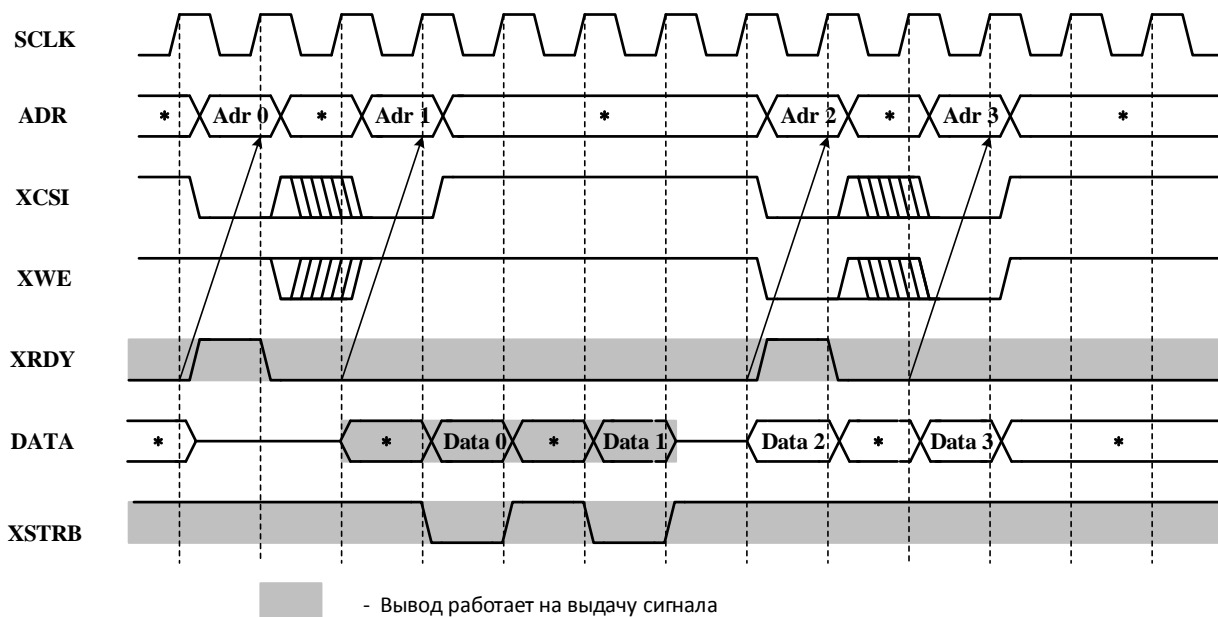 SCLK
ADR * Adr 0 * Adr 1 * Adr 2 * Adr 3 *
XCSI
XWE
XRDY
DATA * * Data 0 * Data 1 Data 2 * Data 3 *
XSTRB
- Вывод работает на выдачу сигнала